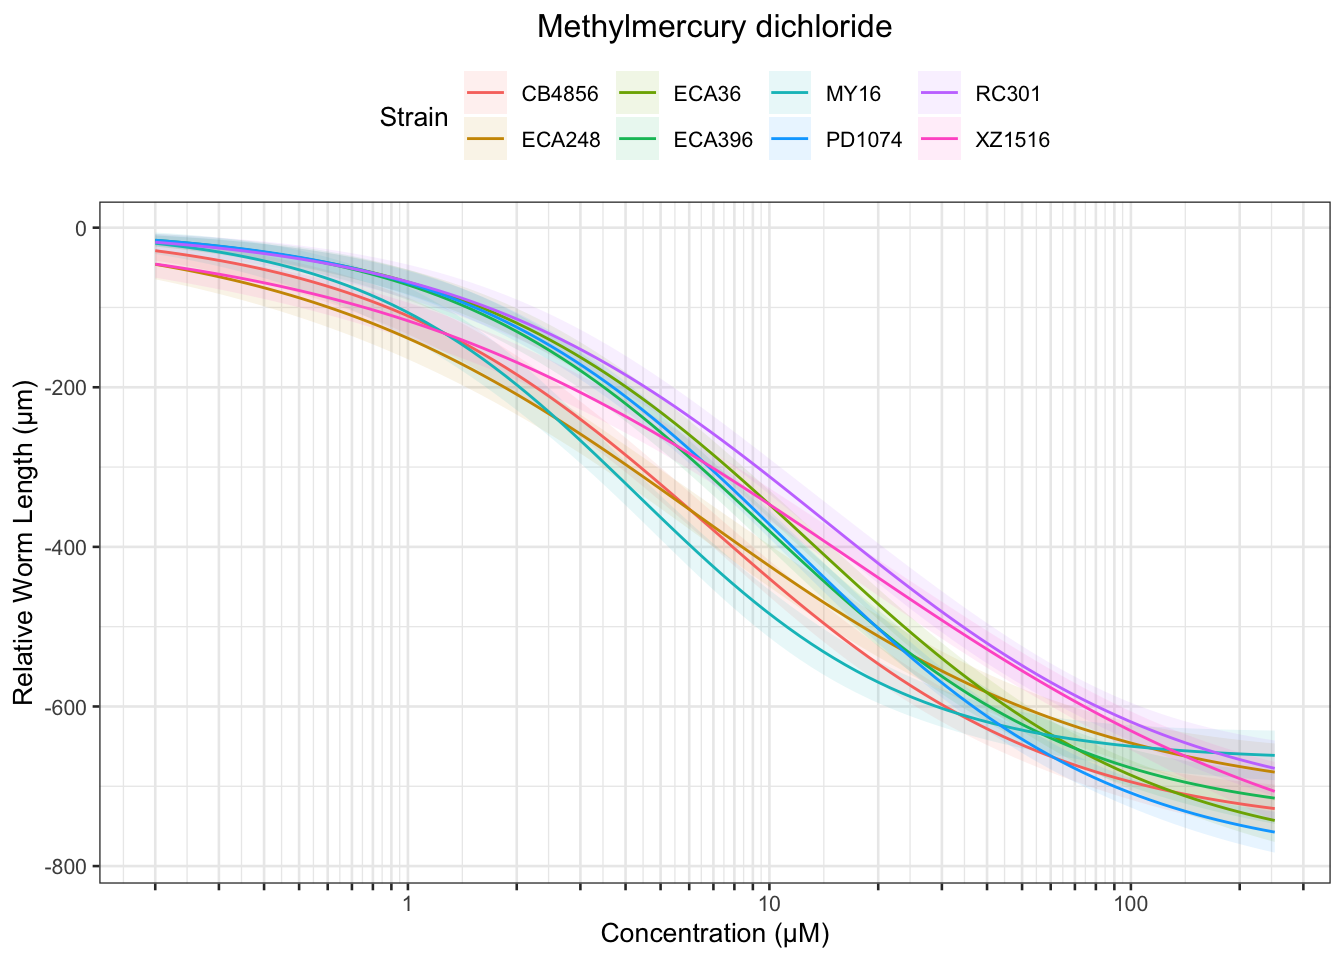 Methylmercury dichloride
Strain
CB4856 ECA36 MY16 RC301
ECA248 ECA396 PD1074 XZ1516
Relative Worm Length (µm)
0
-200
-400
-600
-800
1 10 100
Concentration (µM)